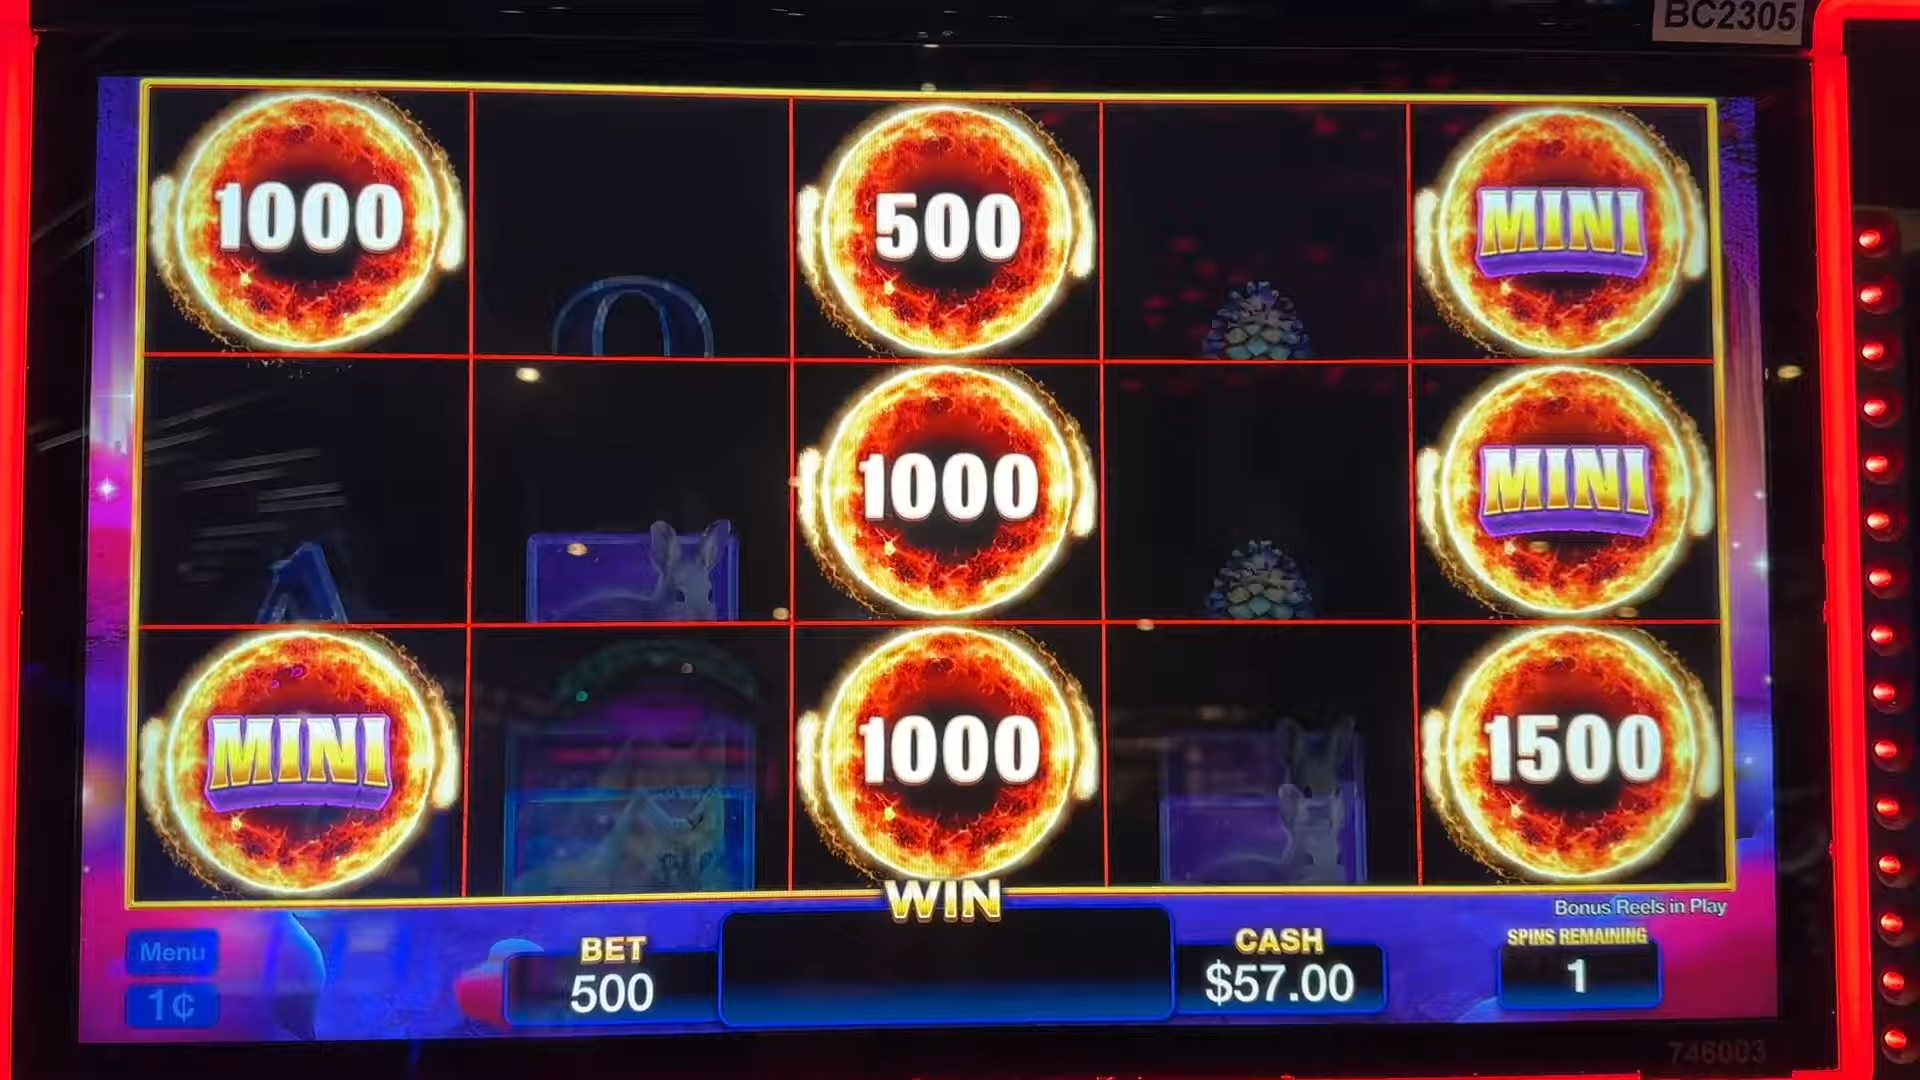 BC2305
1000
500
MINI
1000
MINI
MINI
1000
1500
WIN
Bonus Reels in Play
Menu
1¢
BET
500
CASH
$57.00
SPINS REMAINING
1
746003